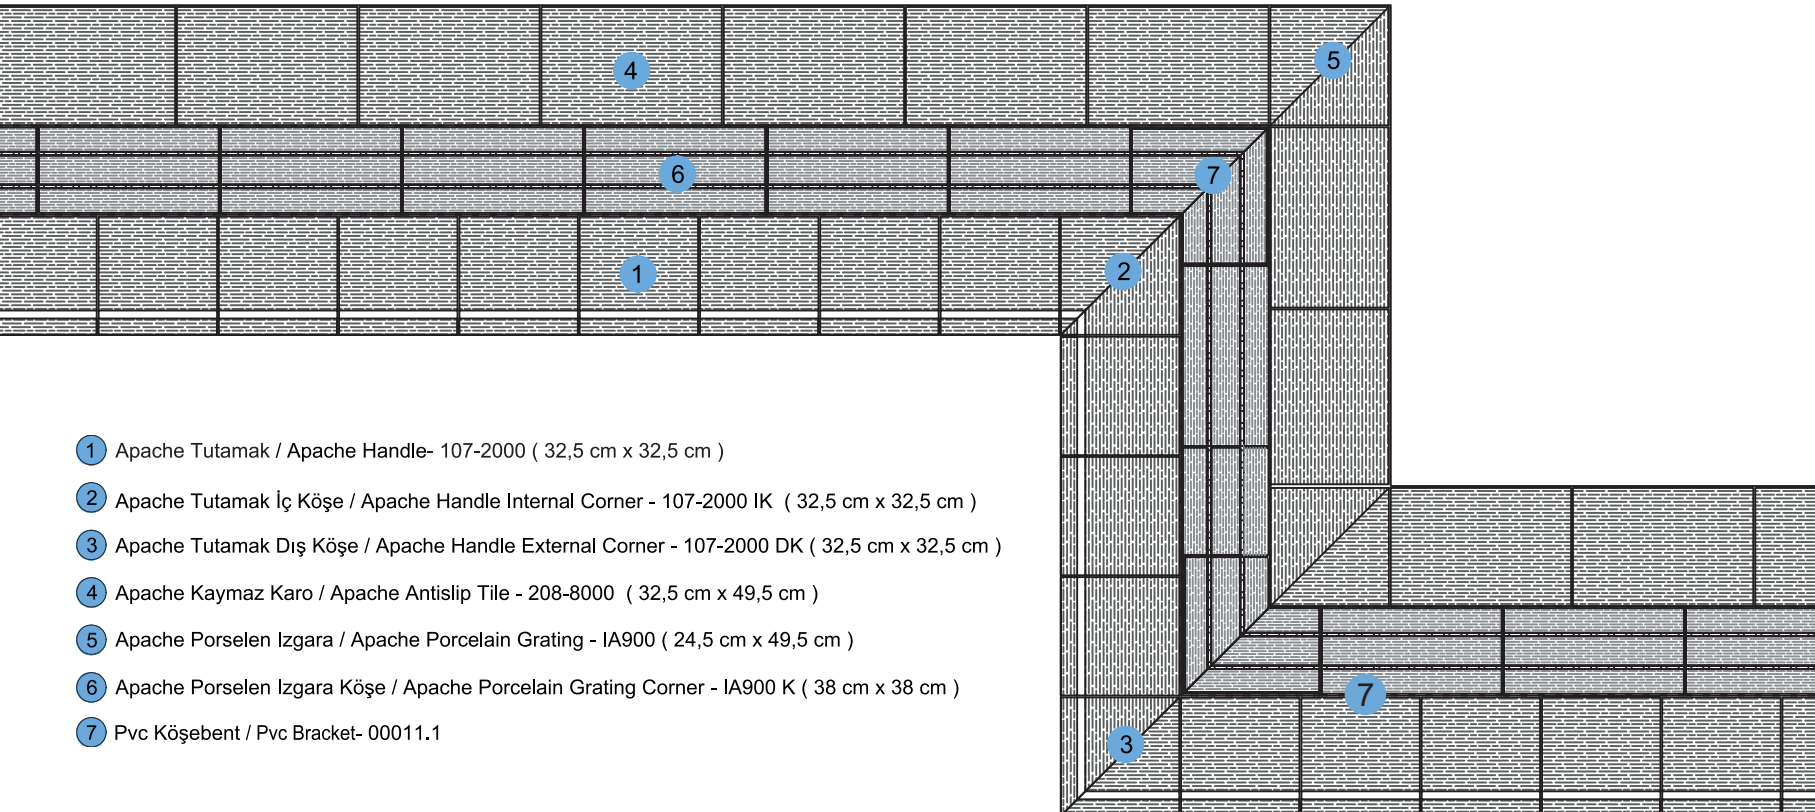 4
5
6
7
1
2
1 Apache Tutamak / Apache Handle- 107-2000 ( 32,5 cm x 32,5 cm )
2 Apache Tutamak İç Köşe / Apache Handle Internal Corner - 107-2000 IK ( 32,5 cm x 32,5 cm )
3 Apache Tutamak Dış Köşe / Apache Handle External Corner - 107-2000 DK ( 32,5 cm x 32,5 cm )
4 Apache Kaymaz Karo / Apache Antislip Tile - 208-8000 ( 32,5 cm x 49,5 cm )
5 Apache Porselen Izgara / Apache Porcelain Grating - IA900 ( 24,5 cm x 49,5 cm )
6 Apache Porselen Izgara Köşe / Apache Porcelain Grating Corner - IA900 K ( 38 cm x 38 cm )
7 Pvc Köşebent / Pvc Bracket- 00011.1
7
3